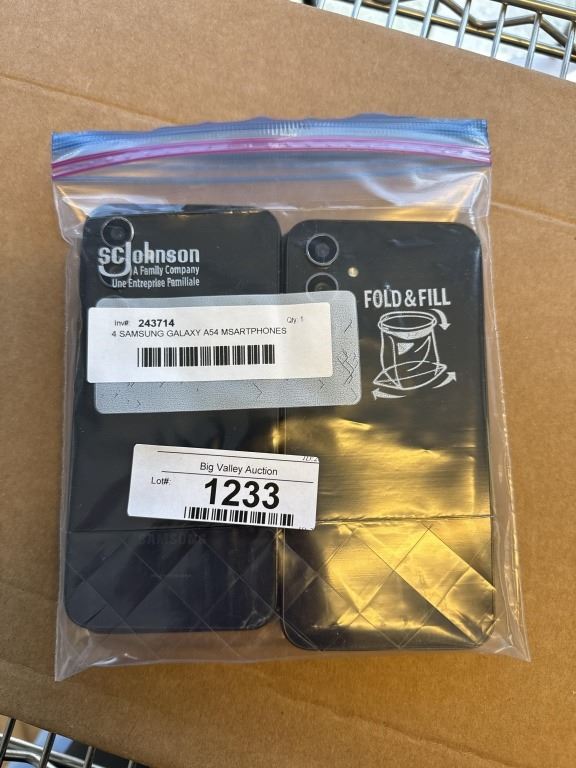 scJohnson
A Family Company
Une Entreprise Familiale
FOLD & FILL
Inv#: 243714 Qty: 1
4 SAMSUNG GALAXY A54 MSARTPHONES
Big Valley Auction
Lot#: 1233
SAMSUNG